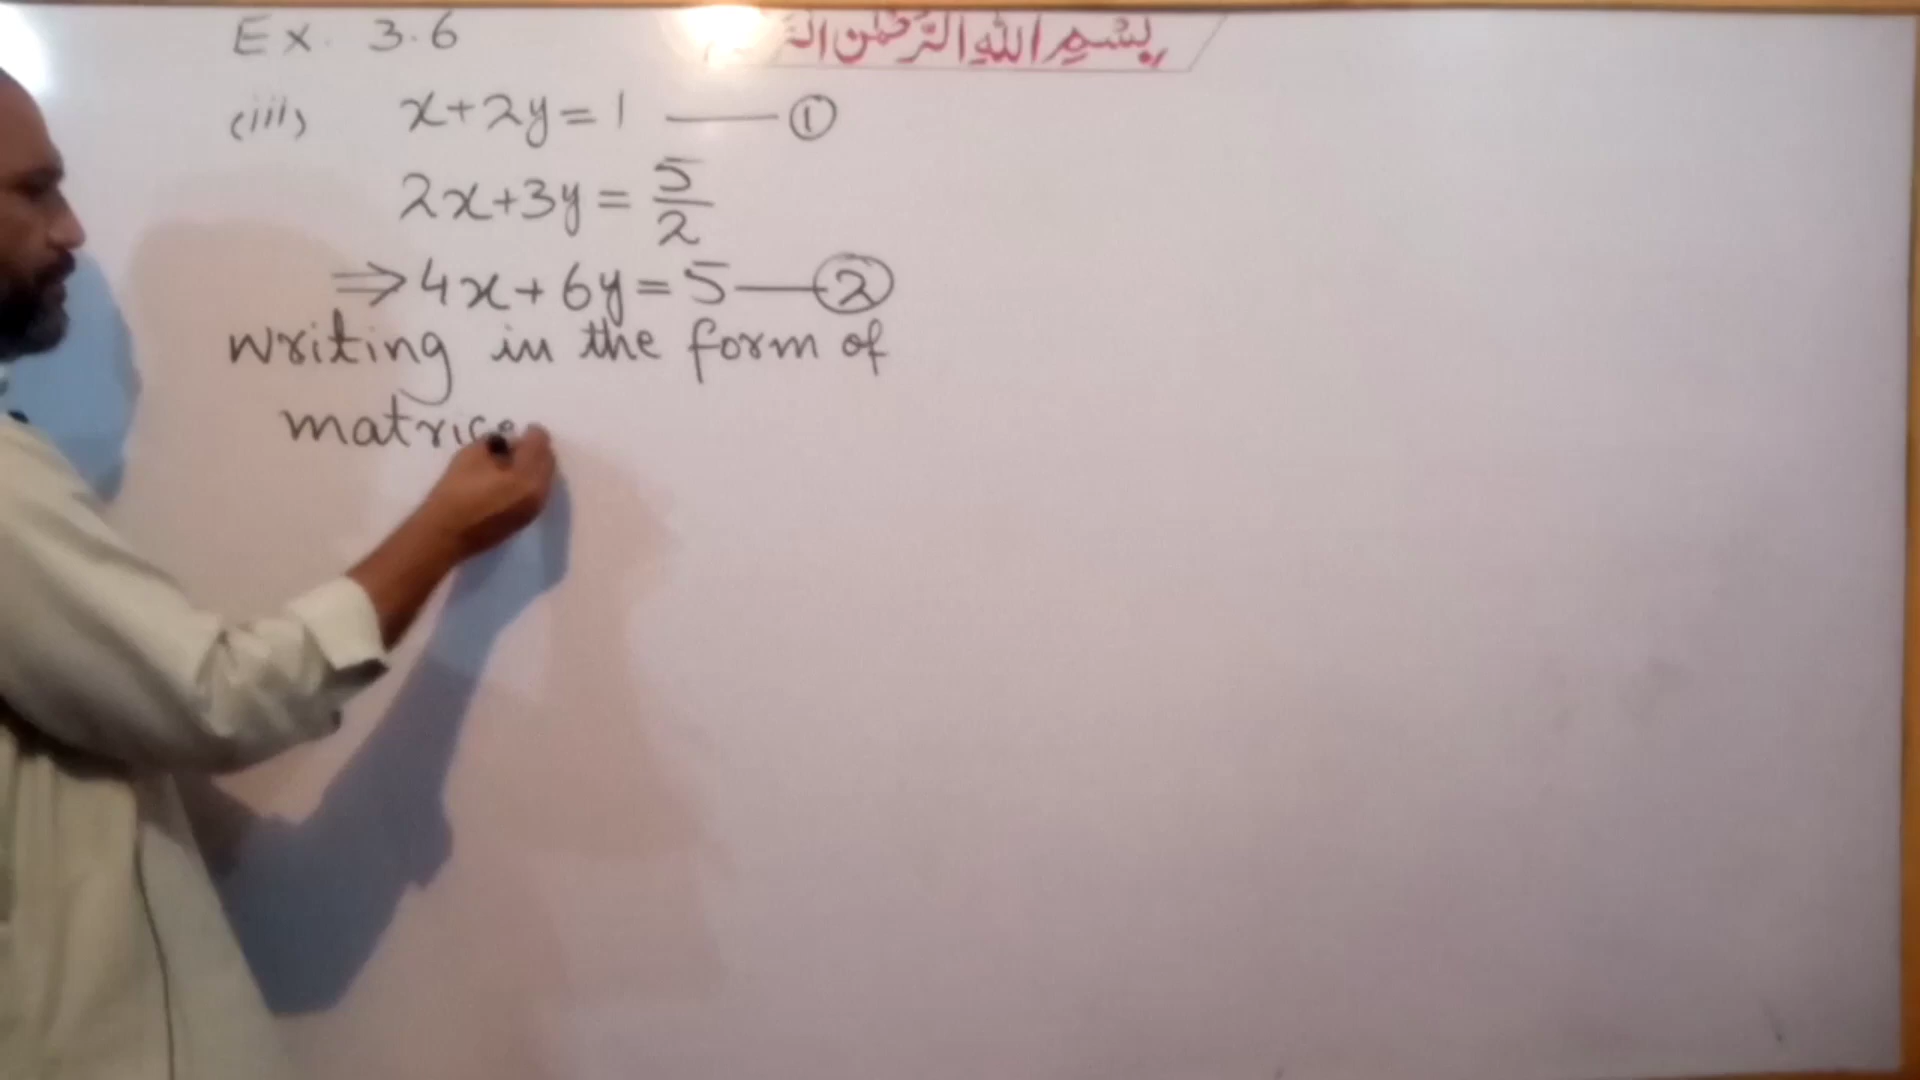 Ex. 3.6
بِسْمِ اللهِ الرَّحْمٰنِ
(iii) x+2y=1 —— ①
2x+3y= 5/2
⇒4x+6y=5——②
writing in the form of
matrice